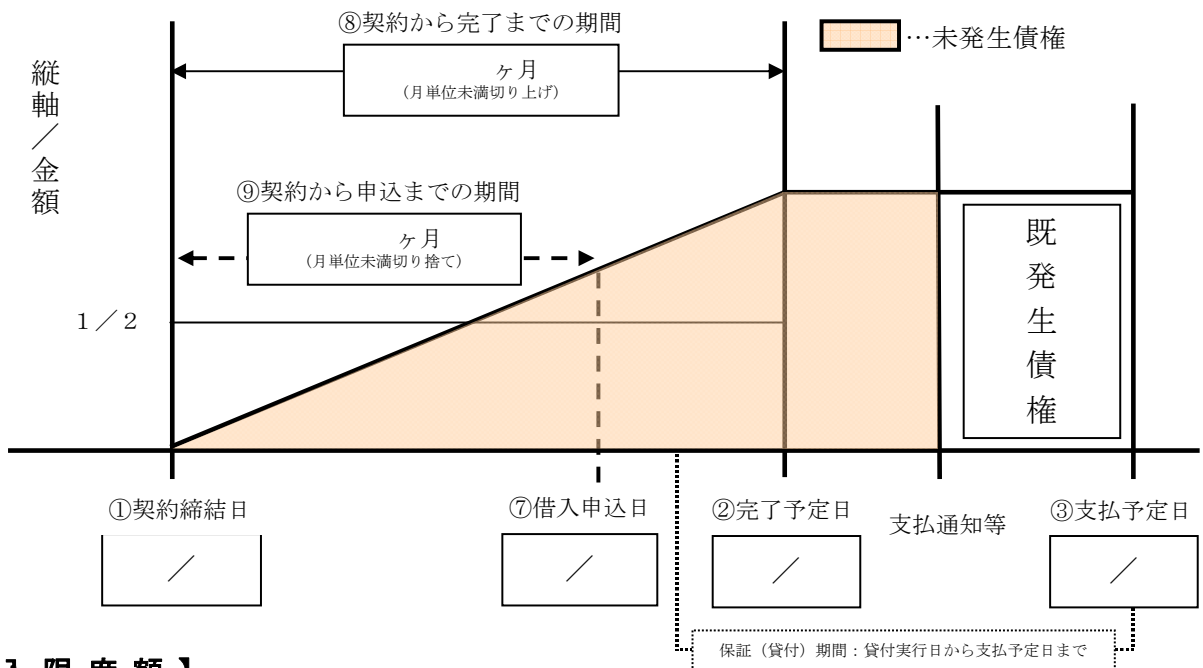 ⑧契約から完了までの期間
ヶ月
(月単位未満切り上げ)
…未発生債権
縦軸／金額
⑨契約から申込までの期間
ヶ月
(月単位未満切り捨て)
1／2
既発生債権
①契約締結日
／
⑦借入申込日
／
②完了予定日
／
支払通知等
③支払予定日
／
保証（貸付）期間：貸付実行日から支払予定日まで
限度額】